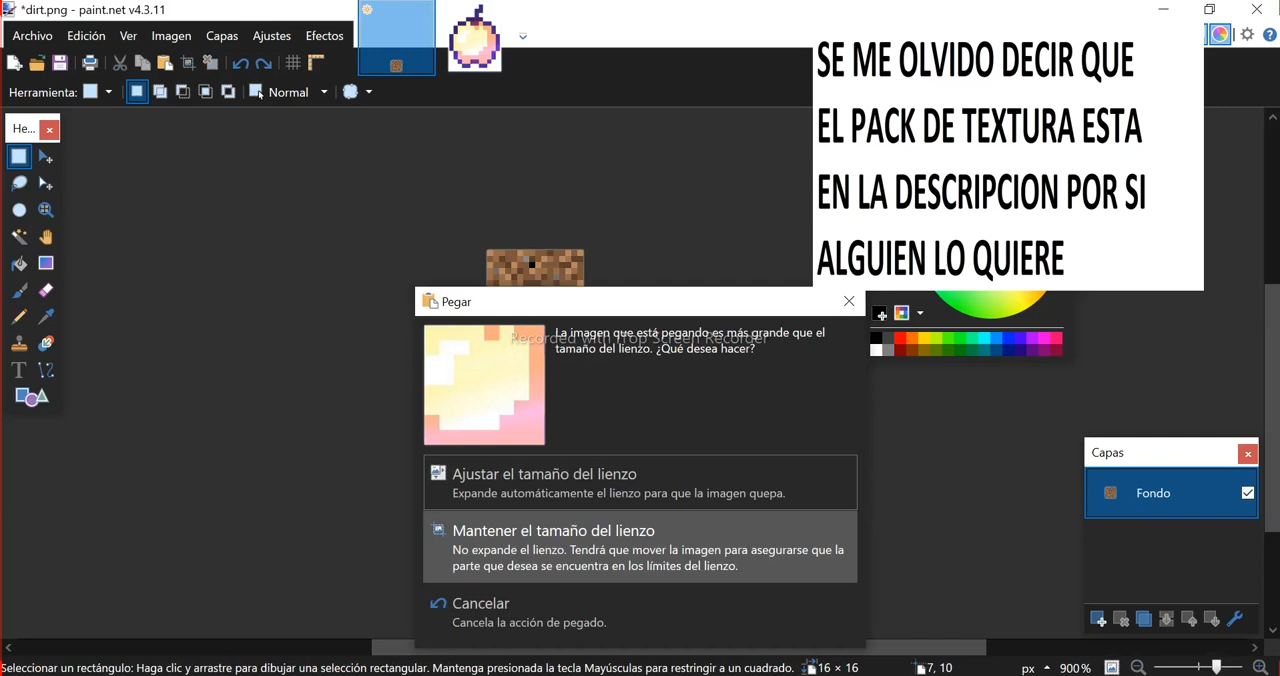 *dirt.png - paint.net v4.3.11
Archivo Edición Ver Imagen Capas Ajustes Efectos
Herramienta: Normal
SE ME OLVIDO DECIR QUE
EL PACK DE TEXTURA ESTA
EN LA DESCRIPCION POR SI
ALGUIEN LO QUIERE
He...
Pegar
La imagen que está pegando es más grande que el
tamaño del lienzo. ¿Qué desea hacer?
Recorded with iTop Screen Recorder
Ajustar el tamaño del lienzo
Expande automáticamente el lienzo para que la imagen quepa.
Mantener el tamaño del lienzo
No expande el lienzo. Tendrá que mover la imagen para asegurarse que la
parte que desea se encuentra en los límites del lienzo.
Cancelar
Cancela la acción de pegado.
Capas
Fondo
Seleccionar un rectángulo: Haga clic y arrastre para dibujar una selección rectangular. Mantenga presionada la tecla Mayúsculas para restringir a un cuadrado. 16 × 16 7, 10 px 900%